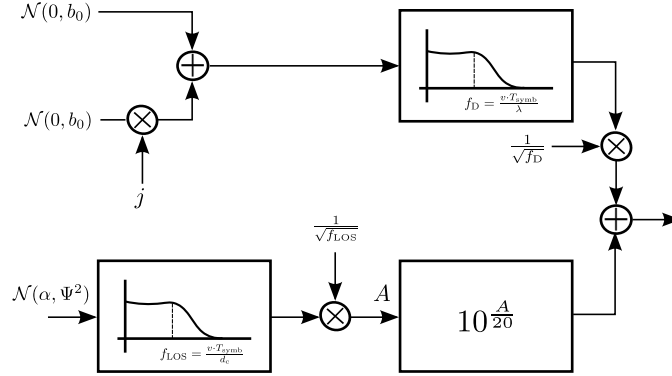 𝒩(0, b₀)
𝒩(0, b₀)
+
×
j
f_D = v·T_symb/λ
1/√f_D
×
+
1/√f_LOS
𝒩(α, Ψ²)
f_LOS = v·T_symb/d_c
×
A
10^(A/20)